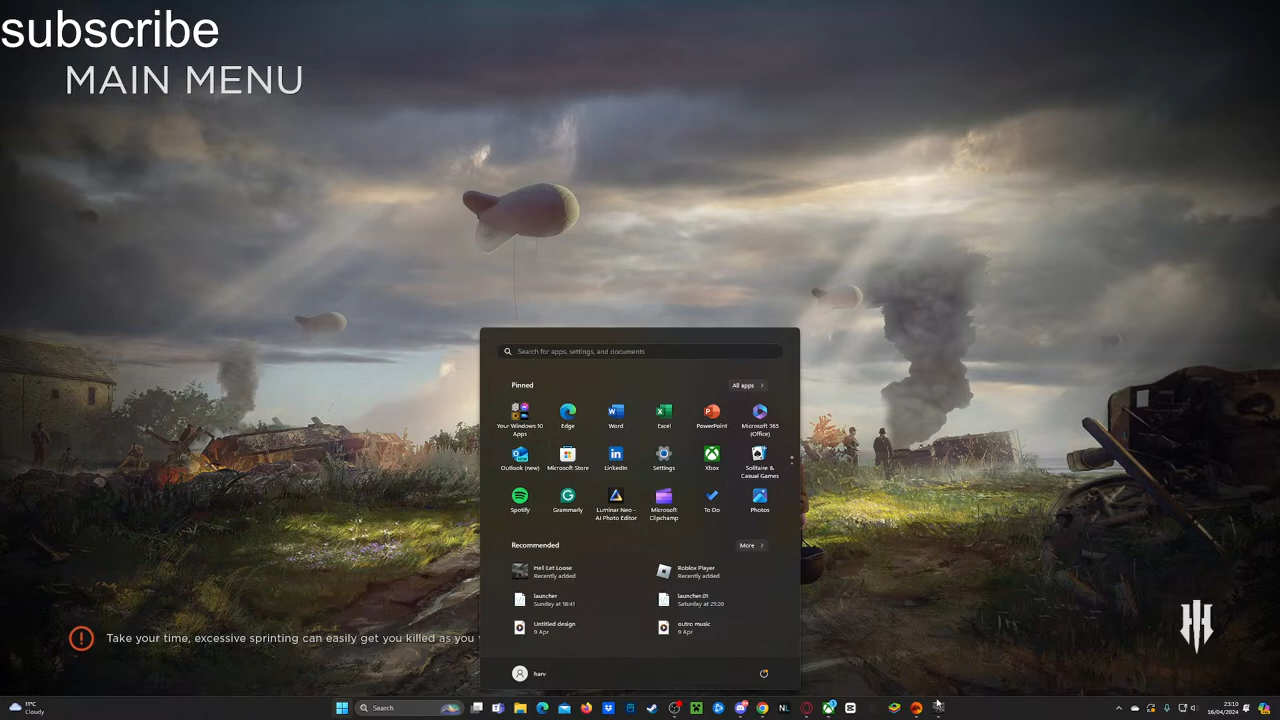 subscribe
MAIN MENU
Search for apps, settings, and documents
Pinned
All apps
Your Windows 10 Apps
Edge
Word
Excel
PowerPoint
Microsoft 365 (Office)
Outlook (new)
Microsoft Store
LinkedIn
Settings
Xbox
Solitaire & Casual Games
Spotify
Grammarly
Luminar Neo - AI Photo Editor
Microsoft Clipchamp
To Do
Photos
Recommended
More
Hell Let Loose
Recently added
Roblox Player
Recently added
launcher
Sunday at 18:41
launcher.01
Saturday at 21:20
Untitled design
9 Apr
outro music
9 Apr
Take your time, excessive sprinting can easily get you killed as you
harv
11°C
Cloudy
Search
NL
23:10
16/04/2024